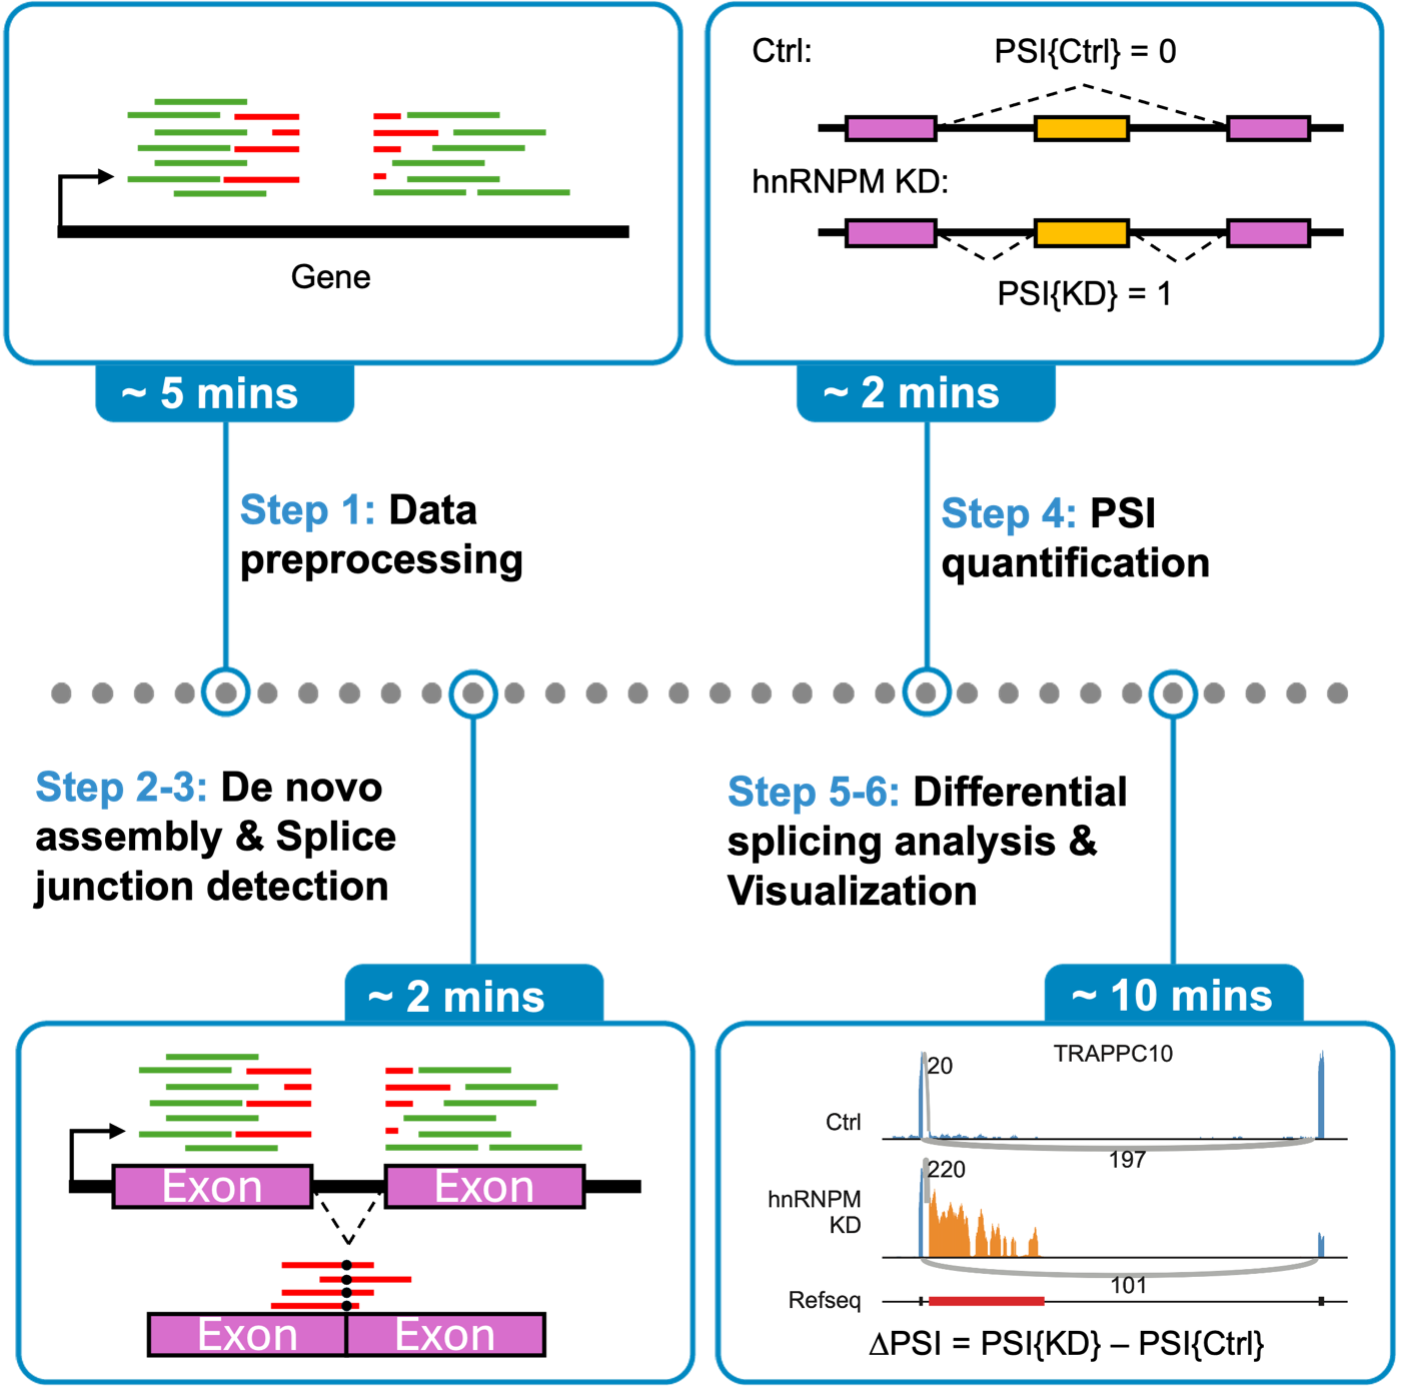 Gene
~ 5 mins
Step 1: Data
preprocessing
Ctrl:
PSI{Ctrl} = 0
hnRNPM KD:
PSI{KD} = 1
~ 2 mins
Step 4: PSI
quantification
Step 2-3: De novo
assembly & Splice
junction detection
~ 2 mins
Exon Exon
Exon Exon
Step 5-6: Differential
splicing analysis &
Visualization
~ 10 mins
TRAPPC10
20
Ctrl
197
220
hnRNPM
KD
101
Refseq
ΔPSI = PSI{KD} – PSI{Ctrl}